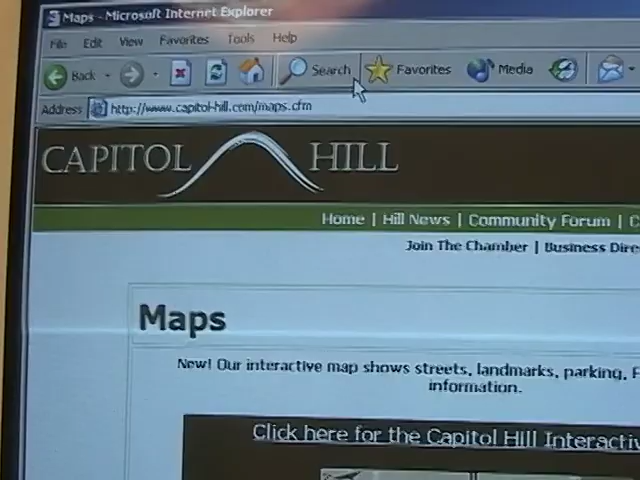 Maps - Microsoft Internet Explorer
File Edit View Favorites Tools Help
Back Search Favorites Media
Address http://www.capitol-hill.com/maps.cfm
CAPITOL HILL
Home | Hill News | Community Forum | C
Join The Chamber | Business Dire
Maps
New! Our interactive map shows streets, landmarks, parking, F
information.
Click here for the Capitol Hill Interactiv